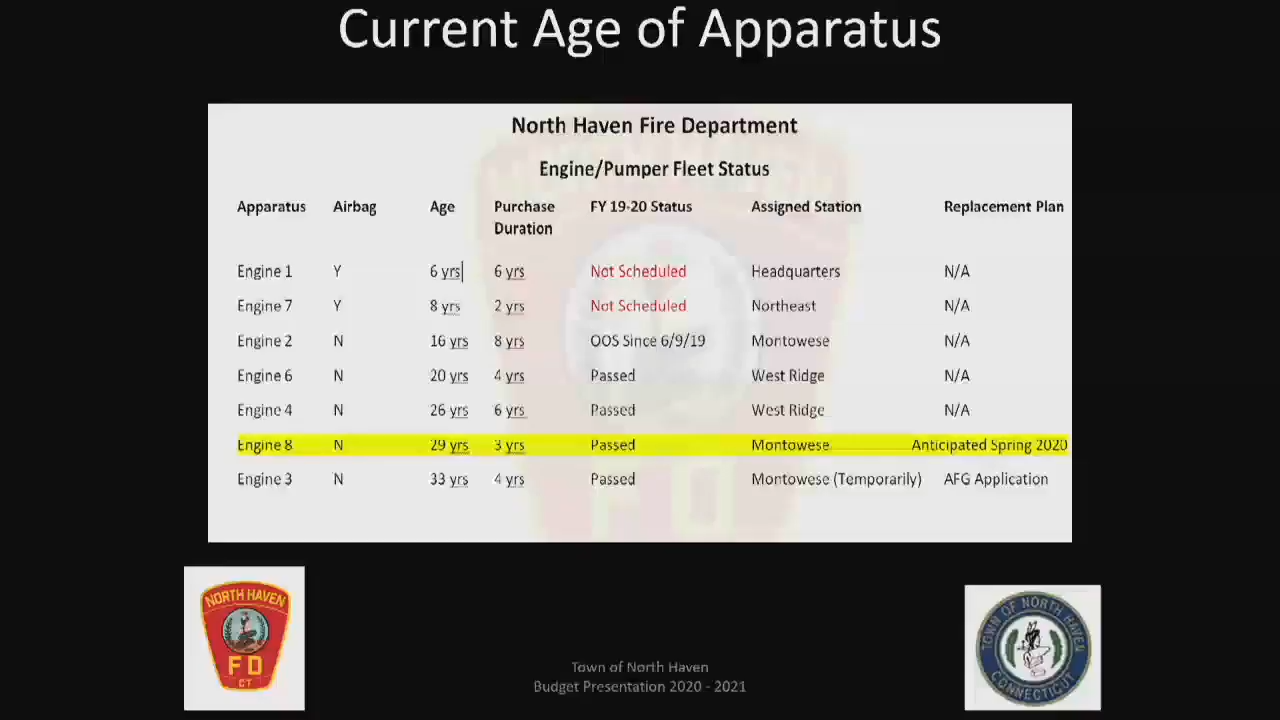 Current Age of Apparatus
North Haven Fire Department
Engine/Pumper Fleet Status
Apparatus Airbag Age Purchase Duration FY 19-20 Status Assigned Station Replacement Plan
Engine 1 Y 6 yrs 6 yrs Not Scheduled Headquarters N/A
Engine 7 Y 8 yrs 2 yrs Not Scheduled Northeast N/A
Engine 2 N 16 yrs 8 yrs OOS Since 6/9/19 Montowese N/A
Engine 6 N 20 yrs 4 yrs Passed West Ridge N/A
Engine 4 N 26 yrs 6 yrs Passed West Ridge N/A
Engine 8 N 29 yrs 3 yrs Passed Montowese Anticipated Spring 2020
Engine 3 N 33 yrs 4 yrs Passed Montowese (Temporarily) AFG Application
NORTH HAVEN
FD
CT
TOWN OF NORTH HAVEN
CONNECTICUT
Town of North Haven
Budget Presentation 2020 - 2021